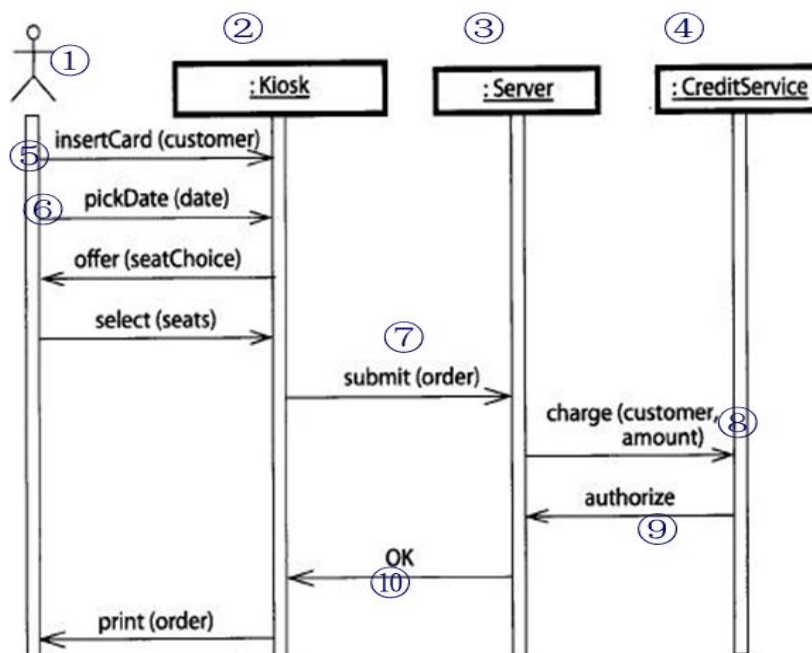 ① ② ③ ④
: Kiosk : Server : CreditService
⑤ insertCard (customer)
⑥ pickDate (date)
offer (seatChoice)
select (seats)
⑦
submit (order)
charge (customer,
amount) ⑧
authorize
⑨
OK
⑩
print (order)